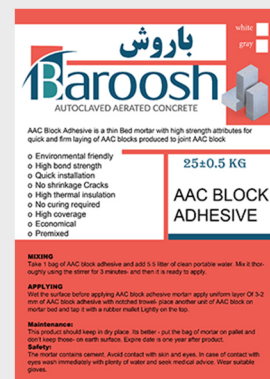 باروش
white
gray
Baroosh
AUTOCLAVED AERATED CONCRETE
AAC Block Adhesive is a thin Bed mortar with high strength attributes for
quick and firm laying of AAC blocks produced to joint AAC block
o Environmental friendly
o High bond strength
o Quick installation
o No shrinkage Cracks
o High thermal insulation
o No curing required
o High coverage
o Economical
o Premixed
25±0.5 KG
AAC BLOCK
ADHESIVE
MIXING
Take 1 bag of AAC block adhesive and add 5.5 liter of clean portable water. Mix it thor-
oughly using the stirrer for 3 minutes- and then it is ready to apply.
APPLYING
Wet the surface before applying AAC block adhesive mortar- apply uniform layer Of 3-2
mm of AAC block adhesive with notched trowel- place another unit of AAC block on
mortar bed and tap it with a rubber mallet Lightly on the top.
Maintenance:
This product should keep in dry place. Its better - put the bag of mortar on pallet and
don't keep those- on earth surface. Expire date is one year after product.
Safety:
The mortar contains cement. Avoid contact with skin and eyes. In case of contact with
eyes wash immediately with plenty of water and seek medical advice. Wear suitable
gloves.